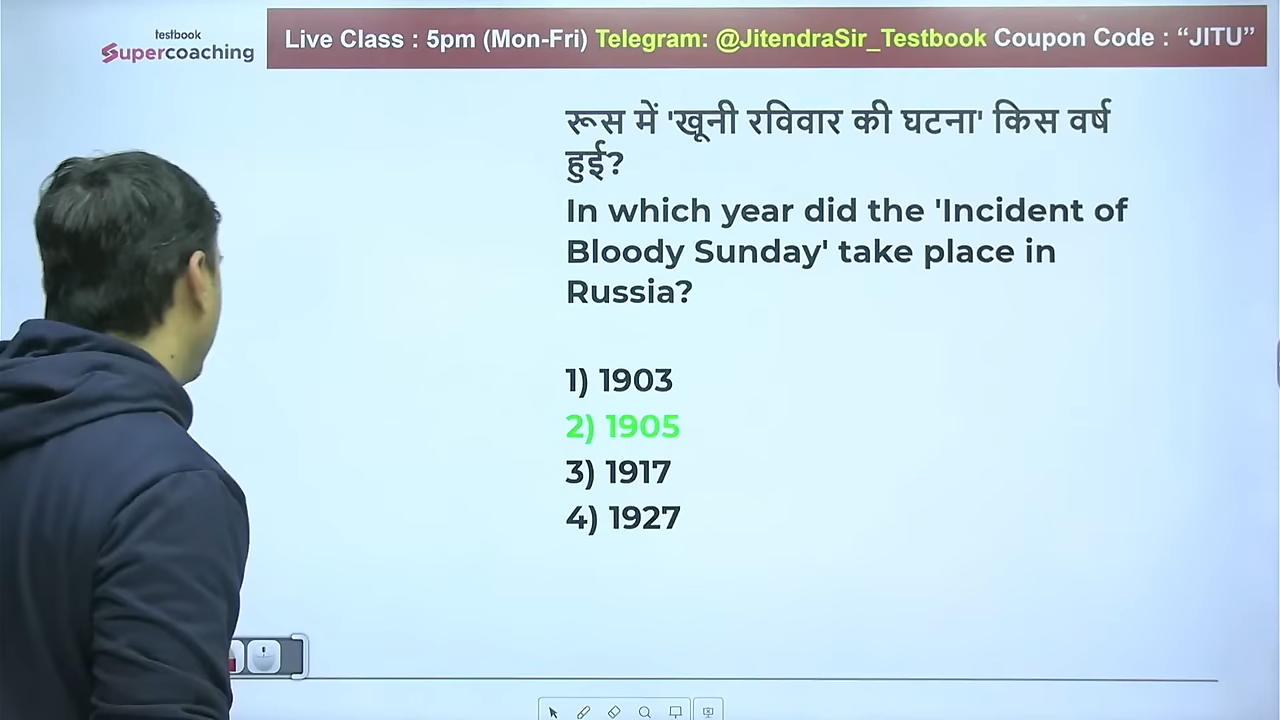 testbook
Supercoaching
Live Class : 5pm (Mon-Fri) Telegram: @JitendraSir_Testbook Coupon Code : “JITU”
रूस में 'खूनी रविवार की घटना' किस वर्ष
हुई?
In which year did the 'Incident of
Bloody Sunday' take place in
Russia?
1) 1903
2) 1905
3) 1917
4) 1927